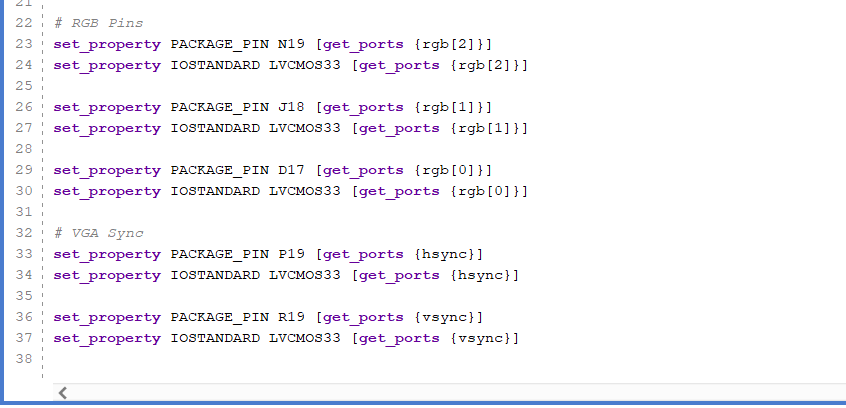 21
22 # RGB Pins
23 set_property PACKAGE_PIN N19 [get_ports {rgb[2]}]
24 set_property IOSTANDARD LVCMOS33 [get_ports {rgb[2]}]
25
26 set_property PACKAGE_PIN J18 [get_ports {rgb[1]}]
27 set_property IOSTANDARD LVCMOS33 [get_ports {rgb[1]}]
28
29 set_property PACKAGE_PIN D17 [get_ports {rgb[0]}]
30 set_property IOSTANDARD LVCMOS33 [get_ports {rgb[0]}]
31
32 # VGA Sync
33 set_property PACKAGE_PIN P19 [get_ports {hsync}]
34 set_property IOSTANDARD LVCMOS33 [get_ports {hsync}]
35
36 set_property PACKAGE_PIN R19 [get_ports {vsync}]
37 set_property IOSTANDARD LVCMOS33 [get_ports {vsync}]
38